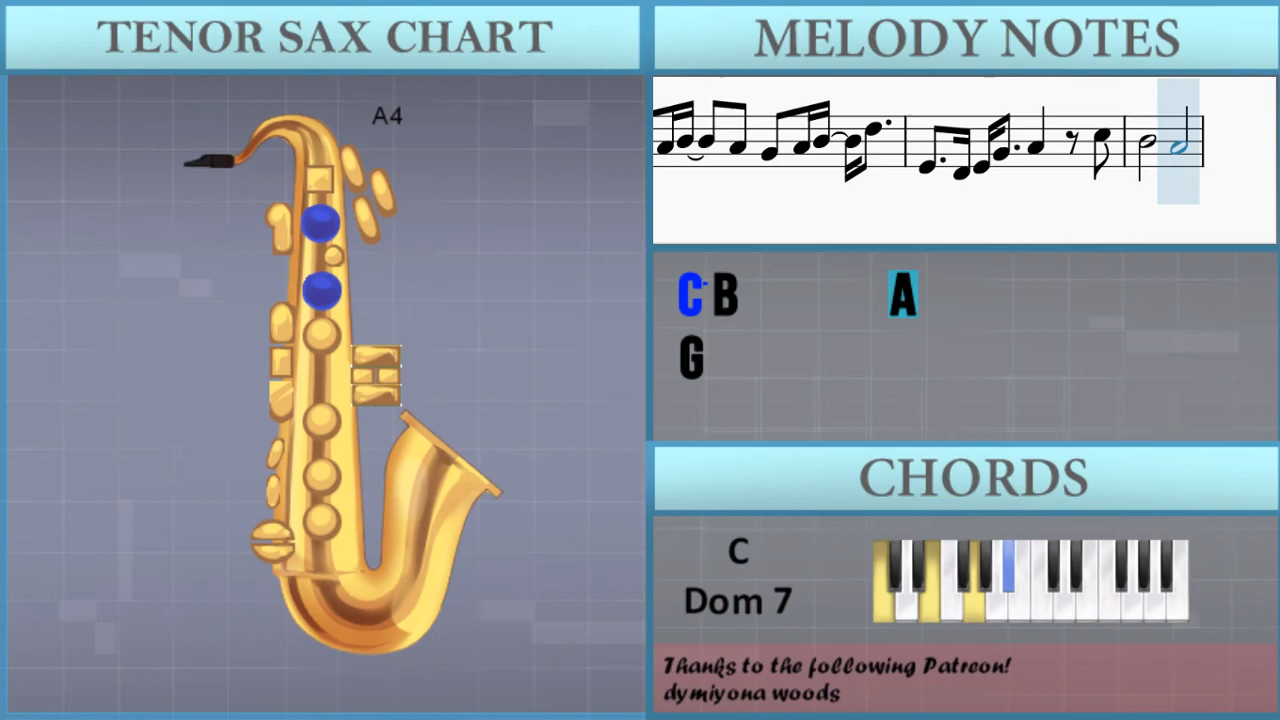 TENOR SAX CHART
A4
MELODY NOTES
C- B A
G
CHORDS
C
Dom 7
Thanks to the following Patreon!
dymiyona woods